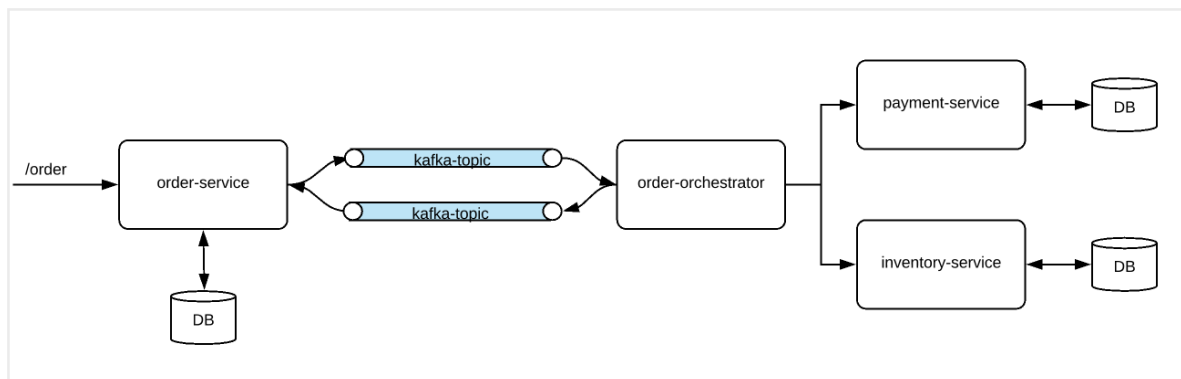 /order
order-service
DB
kafka-topic
kafka-topic
order-orchestrator
payment-service
DB
inventory-service
DB